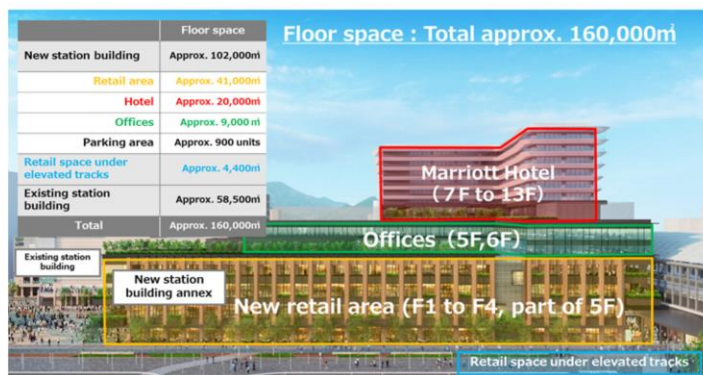 Floor space : Total approx. 160,000㎡
Floor space
New station building Approx. 102,000㎡
Retail area Approx. 41,000㎡
Hotel Approx. 20,000㎡
Offices Approx. 9,000㎡
Parking area Approx. 900 units
Retail space under
elevated tracks Approx. 4,400㎡
Existing station
building Approx. 58,500㎡
Total Approx. 160,000㎡
Marriott Hotel
(7F to 13F)
Offices (5F,6F)
Existing station
building
New station
building annex
New retail area (F1 to F4, part of 5F)
Retail space under elevated tracks